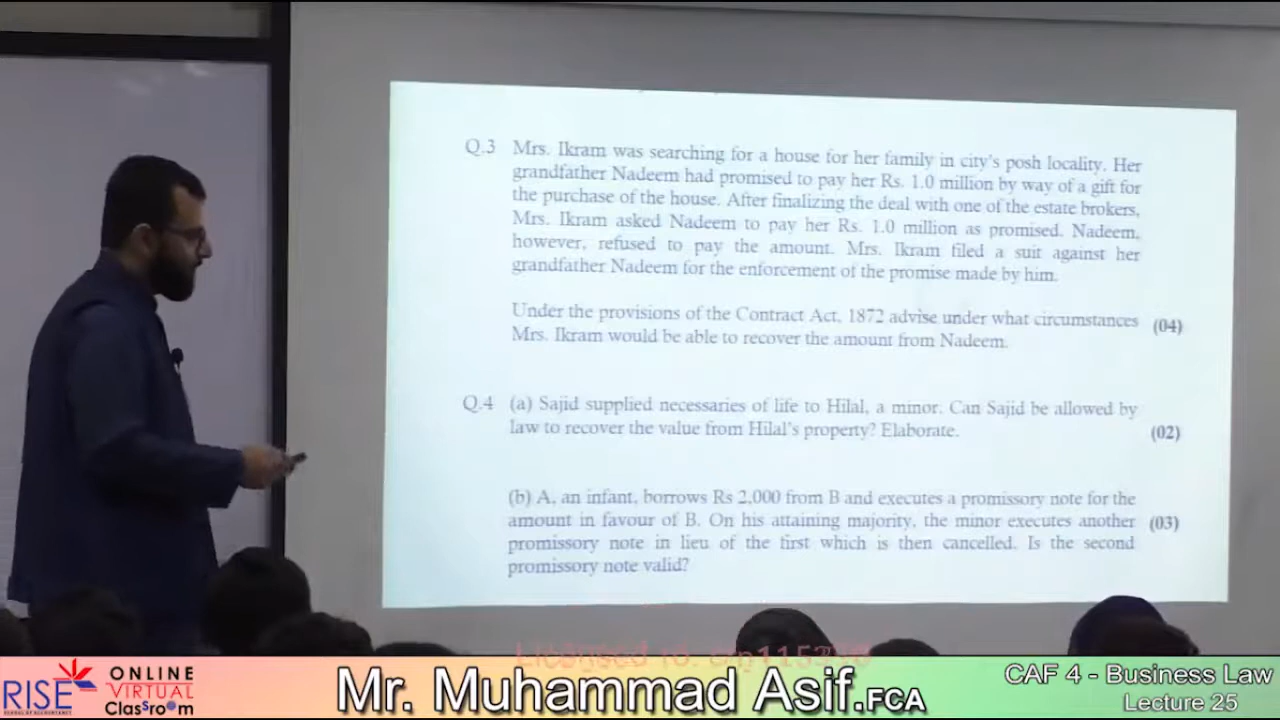 Q.3 Mrs. Ikram was searching for a house for her family in city's posh locality. Her
grandfather Nadeem had promised to pay her Rs. 1.0 million by way of a gift for
the purchase of the house. After finalizing the deal with one of the estate brokers,
Mrs. Ikram asked Nadeem to pay her Rs. 1.0 million as promised. Nadeem,
however, refused to pay the amount. Mrs. Ikram filed a suit against her
grandfather Nadeem for the enforcement of the promise made by him.
Under the provisions of the Contract Act, 1872 advise under what circumstances
Mrs. Ikram would be able to recover the amount from Nadeem.
(04)
Q.4 (a) Sajid supplied necessaries of life to Hilal, a minor. Can Sajid be allowed by
law to recover the value from Hilal's property? Elaborate.
(02)
(b) A, an infant, borrows Rs 2,000 from B and executes a promissory note for the
amount in favour of B. On his attaining majority, the minor executes another
promissory note in lieu of the first which is then cancelled. Is the second
promissory note valid?
(03)
RISE
ONLINE
VIRTUAL
ClasSro m
Mr. Muhammad Asif.FCA
CAF 4 - Business Law
Lecture 25